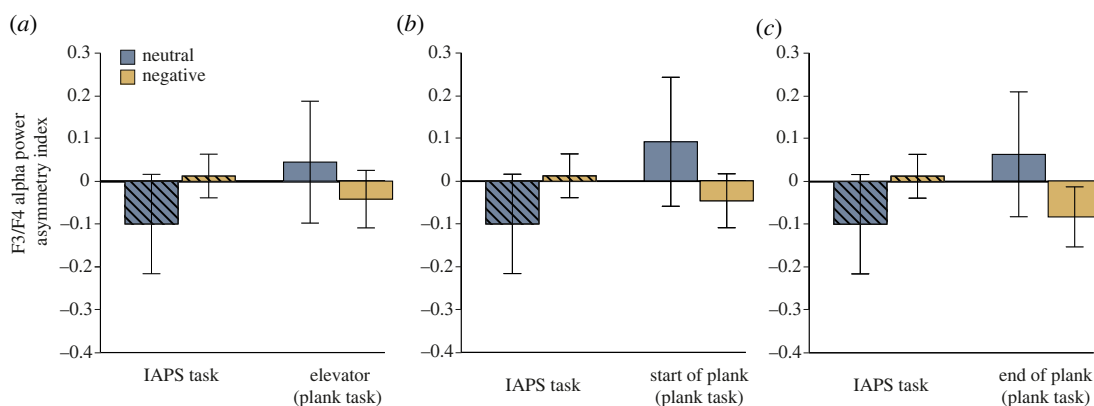 (a)
(b)
(c)
neutral
negative
F3/F4 alpha power
asymmetry index
0.3
0.2
0.1
0
–0.1
–0.2
–0.3
–0.4
IAPS task
elevator
(plank task)
0.3
0.2
0.1
0
–0.1
–0.2
–0.3
–0.4
IAPS task
start of plank
(plank task)
0.3
0.2
0.1
0
–0.1
–0.2
–0.3
–0.4
IAPS task
end of plank
(plank task)